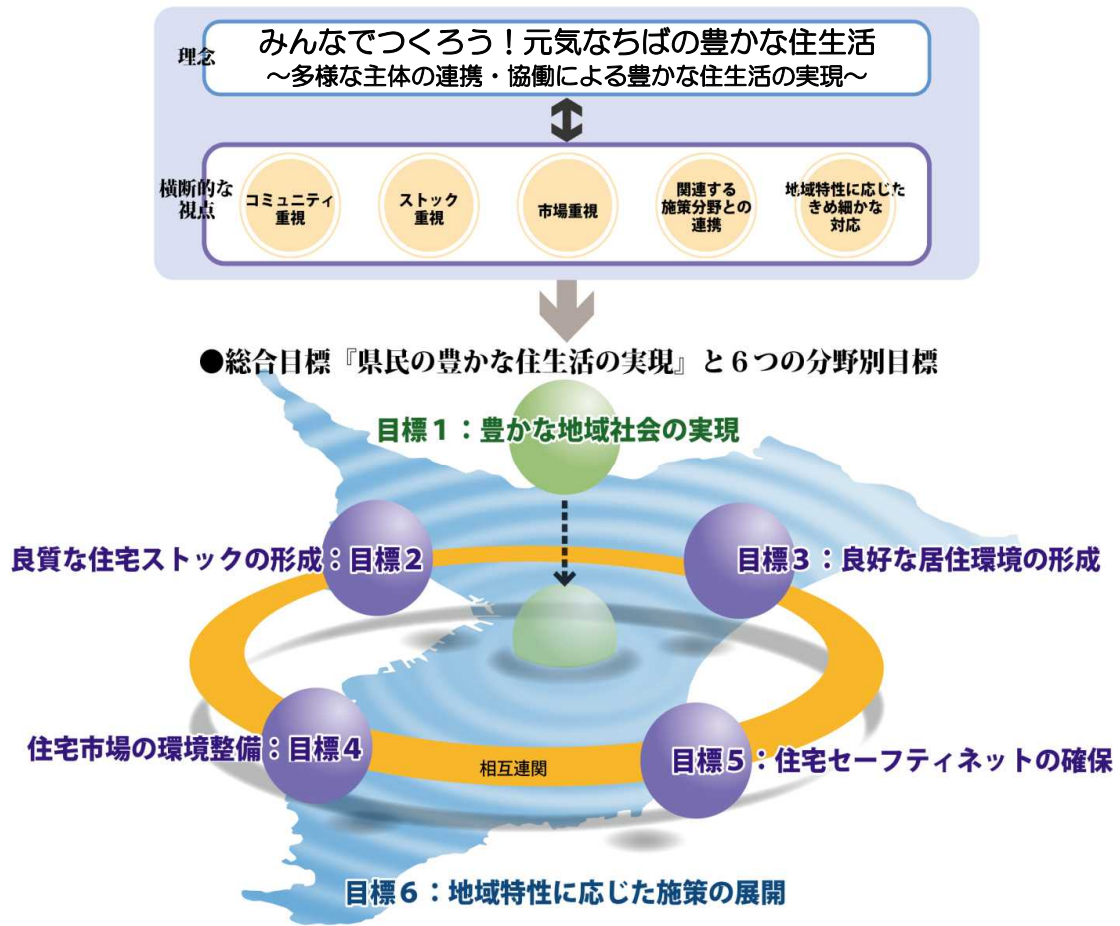 理念
みんなでつくろう！元気なちばの豊かな住生活
～多様な主体の連携・協働による豊かな住生活の実現～
横断的な
視点
コミュニティ
重視
ストック
重視
市場重視
関連する
施策分野との
連携
地域特性に応じた
きめ細かな
対応
●総合目標『県民の豊かな住生活の実現』と６つの分野別目標
目標１：豊かな地域社会の実現
良質な住宅ストックの形成：目標２
目標３：良好な居住環境の形成
住宅市場の環境整備：目標４
目標５：住宅セーフティネットの確保
相互連関
目標６：地域特性に応じた施策の展開